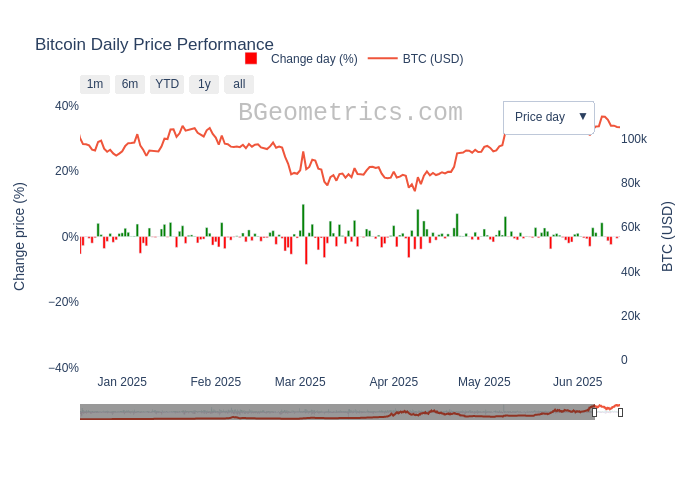 Bitcoin Daily Price Performance
Change day (%) BTC (USD)
1m 6m YTD 1y all
BGeometrics.com
Price day ▼
Change price (%)
40%
20%
0%
−20%
−40%
BTC (USD)
100k
80k
60k
40k
20k
0
Jan 2025 Feb 2025 Mar 2025 Apr 2025 May 2025 Jun 2025